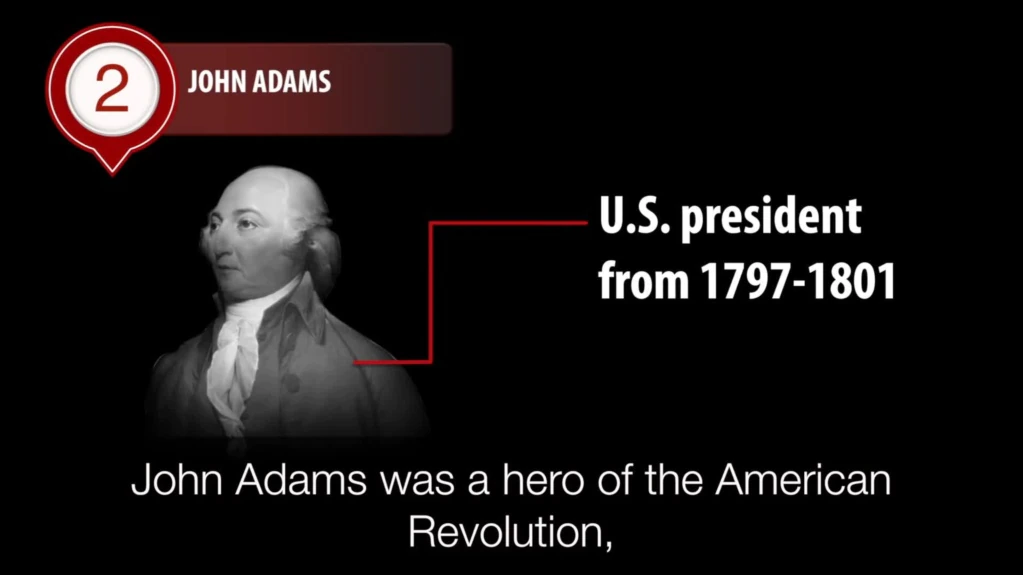 2
JOHN ADAMS
U.S. president
from 1797-1801
John Adams was a hero of the American
Revolution,